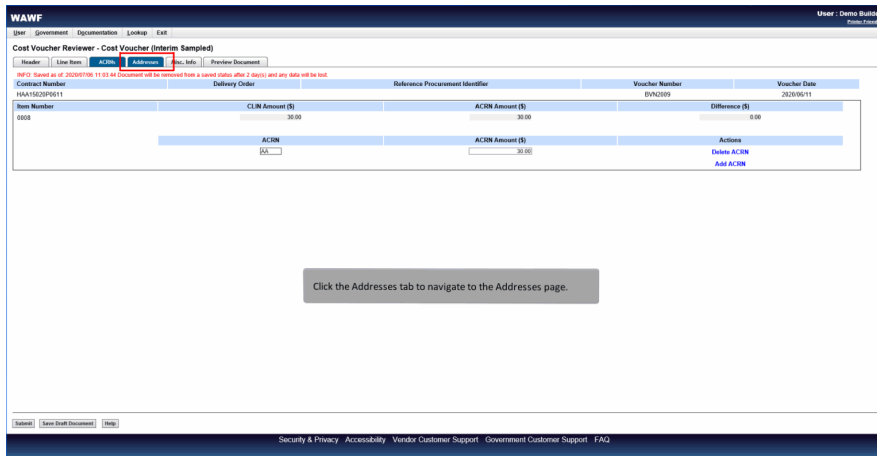 WAWF
User : Demo Builde
Printer Friend
User Government Documentation Lookup Exit
Cost Voucher Reviewer - Cost Voucher (Interim Sampled)
Header Line Item ACRNs Addresses Misc. Info Preview Document
INFO: Saved as of: 2020/07/06 11:03:44 Document will be removed from a saved status after 2 day(s) and any data will be lost.
Contract Number Delivery Order Reference Procurement Identifier Voucher Number Voucher Date
HAA15020P0611 BVN2009 2020/06/11
Item Number CLIN Amount ($) ACRN Amount ($) Difference ($)
0008 30.00 30.00 0.00
ACRN ACRN Amount ($) Actions
AA 30.00 Delete ACRN
Add ACRN
Click the Addresses tab to navigate to the Addresses page.
Submit Save Draft Document Help
Security & Privacy Accessibility Vendor Customer Support Government Customer Support FAQ